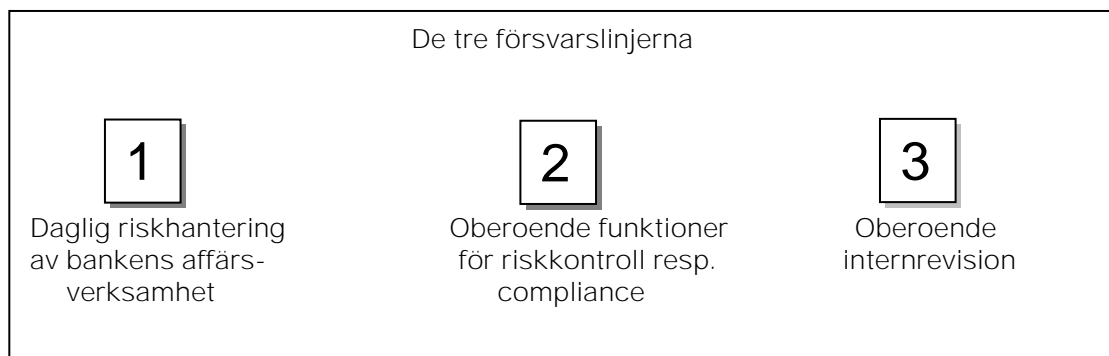 De tre försvarslinjerna
1
Daglig riskhantering
av bankens affärs-
verksamhet
2
Oberoende funktioner
för riskkontroll resp.
compliance
3
Oberoende
internrevision